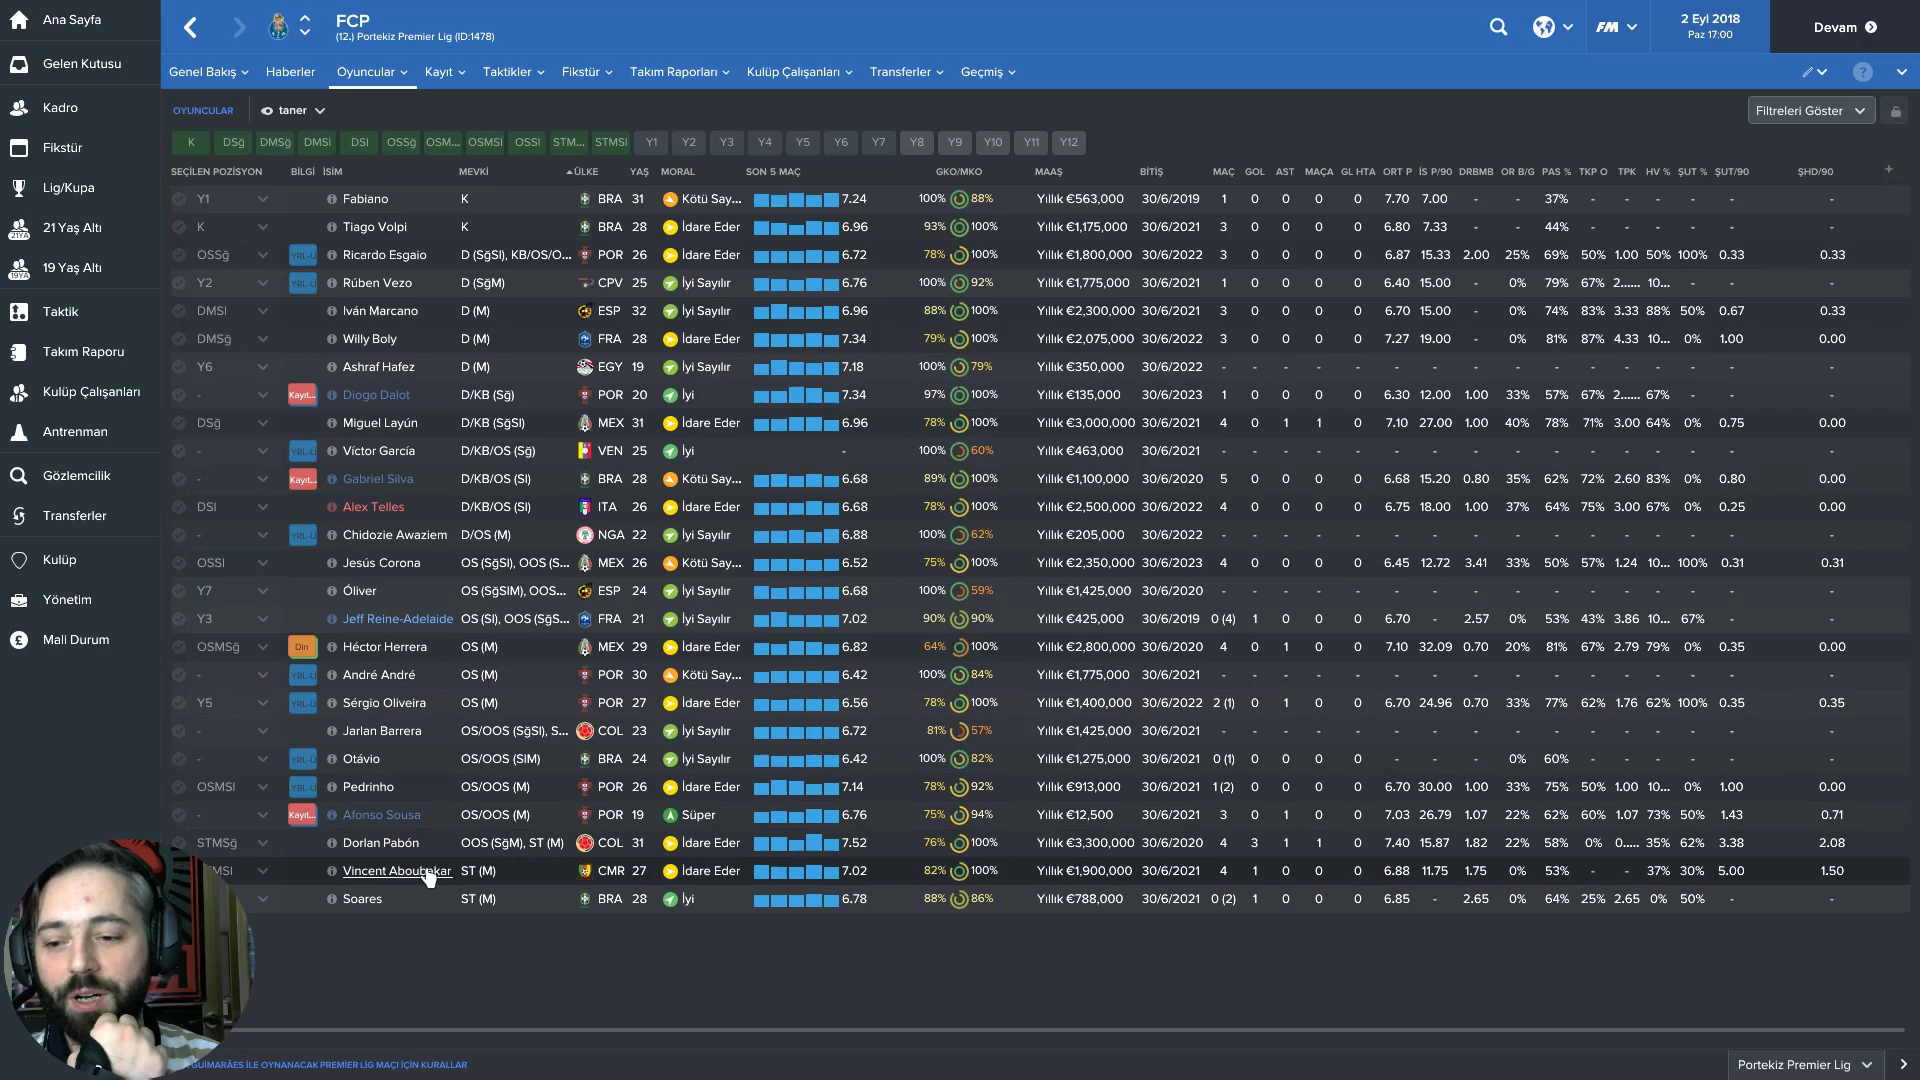 Ana Sayfa
Gelen Kutusu
Kadro
Fikstür
Lig/Kupa
21 Yaş Altı
19 Yaş Altı
Taktik
Takım Raporu
Kulüp Çalışanları
Antrenman
Gözlemcilik
Transferler
Kulüp
Yönetim
Mali Durum
FCP
(12.) Portekiz Premier Lig (ID:1478)
FM
2 Eyl 2018
Paz 17:00
Devam
Genel Bakış Haberler Oyuncular Kayıt Taktikler Fikstür Takım Raporları Kulüp Çalışanları Transferler Geçmiş
OYUNCULAR taner Filtreleri Göster
K DSğ DMSğ DMSl DSl OSSğ OSM... OSMSl OSSl STM... STMSl Y1 Y2 Y3 Y4 Y5 Y6 Y7 Y8 Y9 Y10 Y11 Y12
SEÇİLEN POZİSYON BİLGİ İSİM MEVKİ ÜLKE YAŞ MORAL SON 5 MAÇ GKO/MKO MAAŞ BİTİŞ MAÇ GOL AST MAÇA GL HTA ORT P İS P/90 DRBMB OR B/G PAS % TKP O TPK HV % ŞUT % ŞUT/90 ŞHD/90
Y1 Fabiano K BRA 31 Kötü Say... 7.24 100% 88% Yıllık €563,000 30/6/2019 1 0 0 0 0 7.70 7.00 - - 37% - - - - - -
K Tiago Volpi K BRA 28 İdare Eder 6.96 93% 100% Yıllık €1,175,000 30/6/2021 3 0 0 0 0 6.80 7.33 - - 44% - - - - - -
OSSğ YRL-Ü Ricardo Esgaio D (SğSl), KB/OS/O... POR 26 İdare Eder 6.72 78% 100% Yıllık €1,800,000 30/6/2022 3 0 0 0 0 6.87 15.33 2.00 25% 69% 50% 1.00 50% 100% 0.33 0.33
Y2 YRL-Ü Rúben Vezo D (SğM) CPV 25 İyi Sayılır 6.76 100% 92% Yıllık €1,775,000 30/6/2021 1 0 0 0 0 6.40 15.00 - 0% 79% 67% 2...... 10... - - -
DMSl Iván Marcano D (M) ESP 32 İyi Sayılır 6.96 88% 100% Yıllık €2,300,000 30/6/2021 3 0 0 0 0 6.70 15.00 - 0% 74% 83% 3.33 88% 50% 0.67 0.33
DMSğ Willy Boly D (M) FRA 28 İdare Eder 7.34 79% 100% Yıllık €2,075,000 30/6/2022 3 0 0 0 0 7.27 19.00 - 0% 81% 87% 4.33 10... 0% 1.00 0.00
Y6 Ashraf Hafez D (M) EGY 19 İyi Sayılır 7.18 100% 79% Yıllık €350,000 30/6/2022 - - - - - - - - - - - - - - - -
- Kayıt... Diogo Dalot D/KB (Sğ) POR 20 İyi 7.34 97% 100% Yıllık €135,000 30/6/2023 1 0 0 0 0 6.30 12.00 1.00 33% 57% 67% 2...... 67% - - -
DSğ Miguel Layún D/KB (SğSl) MEX 31 İdare Eder 6.96 78% 100% Yıllık €3,000,000 30/6/2021 4 0 1 1 0 7.10 27.00 1.00 40% 78% 71% 3.00 64% 0% 0.75 0.00
- YRL-Ü Víctor García D/KB/OS (Sğ) VEN 25 İyi - 100% 60% Yıllık €463,000 30/6/2021 - - - - - - - - - - - - - - - -
- Kayıt... Gabriel Silva D/KB/OS (Sl) BRA 28 Kötü Say... 6.68 89% 100% Yıllık €1,100,000 30/6/2020 5 0 0 0 0 6.68 15.20 0.80 35% 62% 72% 2.60 83% 0% 0.80 0.00
DSl Alex Telles D/KB/OS (Sl) ITA 26 İdare Eder 6.68 78% 100% Yıllık €2,500,000 30/6/2022 4 0 0 0 0 6.75 18.00 1.00 37% 64% 75% 3.00 67% 0% 0.25 0.00
- YRL-Ü Chidozie Awaziem D/OS (M) NGA 22 İyi Sayılır 6.88 100% 62% Yıllık €205,000 30/6/2022 - - - - - - - - - - - - - - - -
OSSl Jesús Corona OS (SğSl), OOS (S... MEX 26 Kötü Say... 6.52 75% 100% Yıllık €2,350,000 30/6/2023 4 0 0 0 0 6.45 12.72 3.41 33% 50% 57% 1.24 10... 100% 0.31 0.31
Y7 Óliver OS (SğSlM), OOS... ESP 24 İyi Sayılır 6.68 100% 59% Yıllık €1,425,000 30/6/2020 - - - - - - - - - - - - - - - -
Y3 Jeff Reine-Adelaide OS (Sl), OOS (SğS... FRA 21 İyi Sayılır 7.02 90% 90% Yıllık €425,000 30/6/2019 0 (4) 1 0 0 0 6.70 - 2.57 0% 53% 43% 3.86 10... 67% - -
OSMSğ Din Héctor Herrera OS (M) MEX 29 İdare Eder 6.82 64% 100% Yıllık €2,800,000 30/6/2020 4 0 1 0 0 7.10 32.09 0.70 20% 81% 67% 2.79 79% 0% 0.35 0.00
- YRL-Ü André André OS (M) POR 30 Kötü Say... 6.42 100% 84% Yıllık €1,775,000 30/6/2021 - - - - - - - - - - - - - - - -
Y5 YRL-Ü Sérgio Oliveira OS (M) POR 27 İdare Eder 6.56 78% 100% Yıllık €1,400,000 30/6/2022 2 (1) 0 1 0 0 6.70 24.96 0.70 33% 77% 62% 1.76 62% 100% 0.35 0.35
- Jarlan Barrera OS/OOS (SğSl), S... COL 23 İyi Sayılır 6.72 81% 57% Yıllık €1,425,000 30/6/2021 - - - - - - - - - - - - - - - -
- YRL-Ü Otávio OS/OOS (SlM) BRA 24 İyi Sayılır 6.42 100% 82% Yıllık €1,275,000 30/6/2021 0 (1) 0 0 0 0 - - - 0% 60% - - - - - -
OSMSl YRL-Ü Pedrinho OS/OOS (M) POR 26 İdare Eder 7.14 78% 92% Yıllık €913,000 30/6/2021 1 (2) 0 0 0 0 6.70 30.00 1.00 33% 75% 50% 1.00 10... 0% 1.00 0.00
- Kayıt... Afonso Sousa OS/OOS (M) POR 19 Süper 6.76 75% 94% Yıllık €12,500 30/6/2021 3 0 1 0 0 7.03 26.79 1.07 22% 62% 60% 1.07 73% 50% 1.43 0.71
STMSğ Dorlan Pabón OOS (SğM), ST (M) COL 31 İdare Eder 7.52 76% 100% Yıllık €3,300,000 30/6/2021 4 3 1 1 0 7.40 15.87 1.82 22% 58% 0% 0..... 35% 62% 3.38 2.08
Vincent Aboubakar ST (M) CMR 27 İdare Eder 7.02 82% 100% Yıllık €1,900,000 30/6/2021 4 1 0 0 0 6.88 11.75 1.75 0% 53% - - 37% 30% 5.00 1.50
Soares ST (M) BRA 28 İyi 6.78 88% 86% Yıllık €788,000 30/6/2021 0 (2) 1 0 0 0 6.85 - 2.65 0% 64% 25% 2.65 0% 50% - -
GUİMARÃES İLE OYNANACAK PREMİER LİG MAÇI İÇİN KURALLAR
Portekiz Premier Lig